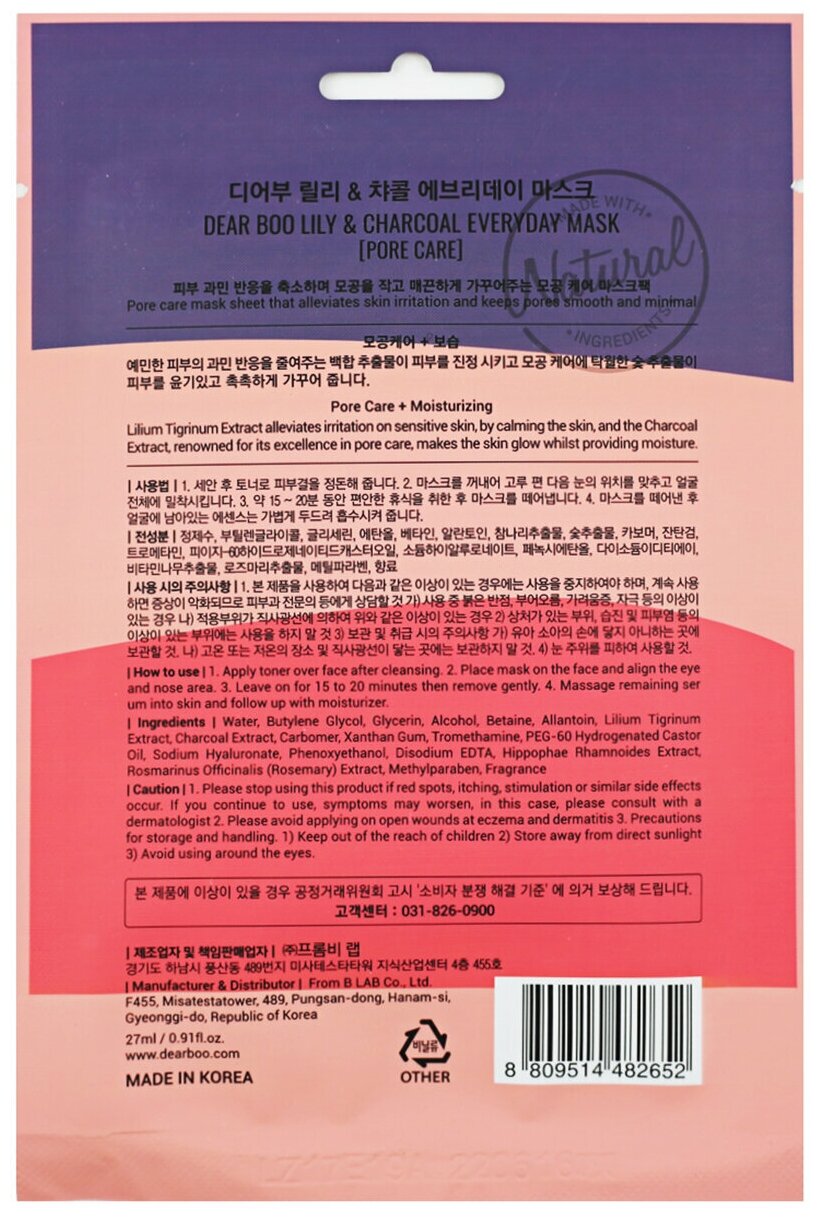 디어부 릴리 & 챠콜 에브리데이 마스크
DEAR BOO LILY & CHARCOAL EVERYDAY MASK
[PORE CARE]
MADE WITH
Natural
INGREDIENTS
피부 과민 반응을 축소하며 모공을 작고 매끈하게 가꾸어주는 모공 케어 마스크팩
Pore care mask sheet that alleviates skin irritation and keeps pores smooth and minimal
모공케어 + 보습
예민한 피부의 과민 반응을 줄여주는 백합 추출물이 피부를 진정 시키고 모공 케어에 탁월한 숯 추출물이
피부를 윤기있고 촉촉하게 가꾸어 줍니다.
Pore Care + Moisturizing
Lilium Tigrinum Extract alleviates irritation on sensitive skin, by calming the skin, and the Charcoal
Extract, renowned for its excellence in pore care, makes the skin glow whilst providing moisture.
| 사용법 | 1. 세안 후 토너로 피부결을 정돈해 줍니다. 2. 마스크를 꺼내어 고루 편 다음 눈의 위치를 맞추고 얼굴
전체에 밀착시킵니다. 3. 약 15 ~ 20분 동안 편안한 휴식을 취한 후 마스크를 떼어냅니다. 4. 마스크를 떼어낸 후
얼굴에 남아있는 에센스는 가볍게 두드려 흡수시켜 줍니다.
| 전성분 | 정제수, 부틸렌글라이콜, 글리세린, 에탄올, 베타인, 알란토인, 참나리추출물, 숯추출물, 카보머, 잔탄검,
트로메타민, 피이지-60하이드로제네이티드캐스터오일, 소듐하이알루로네이트, 페녹시에탄올, 다이소듐이디티에이,
비타민나무추출물, 로즈마리추출물, 메틸파라벤, 향료
| 사용 시의 주의사항 | 1. 본 제품을 사용하여 다음과 같은 이상이 있는 경우에는 사용을 중지하여야 하며, 계속 사용
하면 증상이 악화되므로 피부과 전문의 등에게 상담할 것 가) 사용 중 붉은 반점, 부어오름, 가려움증, 자극 등의 이상이
있는 경우 나) 적용부위가 직사광선에 의하여 위와 같은 이상이 있는 경우 2) 상처가 있는 부위, 습진 및 피부염 등의
이상이 있는 부위에는 사용을 하지 말 것 3) 보관 및 취급 시의 주의사항 가) 유아 소아의 손에 닿지 아니하는 곳에
보관할 것. 나) 고온 또는 저온의 장소 및 직사광선이 닿는 곳에는 보관하지 말 것. 4) 눈 주위를 피하여 사용할 것.
| How to use | 1. Apply toner over face after cleansing. 2. Place mask on the face and align the eye
and nose area. 3. Leave on for 15 to 20 minutes then remove gently. 4. Massage remaining ser
um into skin and follow up with moisturizer.
| Ingredients | Water, Butylene Glycol, Glycerin, Alcohol, Betaine, Allantoin, Lilium Tigrinum
Extract, Charcoal Extract, Carbomer, Xanthan Gum, Tromethamine, PEG-60 Hydrogenated Castor
Oil, Sodium Hyaluronate, Phenoxyethanol, Disodium EDTA, Hippophae Rhamnoides Extract,
Rosmarinus Officinalis (Rosemary) Extract, Methylparaben, Fragrance
| Caution | 1. Please stop using this product if red spots, itching, stimulation or similar side effects
occur. If you continue to use, symptoms may worsen, in this case, please consult with a
dermatologist 2. Please avoid applying on open wounds at eczema and dermatitis 3. Precautions
for storage and handling. 1) Keep out of the reach of children 2) Store away from direct sunlight
3) Avoid using around the eyes.
본 제품에 이상이 있을 경우 공정거래위원회 고시 '소비자 분쟁 해결 기준' 에 의거 보상해 드립니다.
고객센터 : 031-826-0900
| 제조업자 및 책임판매업자 | ㈜프롬비 랩
경기도 하남시 풍산동 489번지 미사테스타타워 지식산업센터 4층 455호
| Manufacturer & Distributor | From B LAB Co., Ltd.
F455, Misatestatower, 489, Pungsan-dong, Hanam-si,
Gyeonggi-do, Republic of Korea
27ml / 0.91fl.oz.
www.dearboo.com
MADE IN KOREA
비닐류
OTHER
8 809514 482652